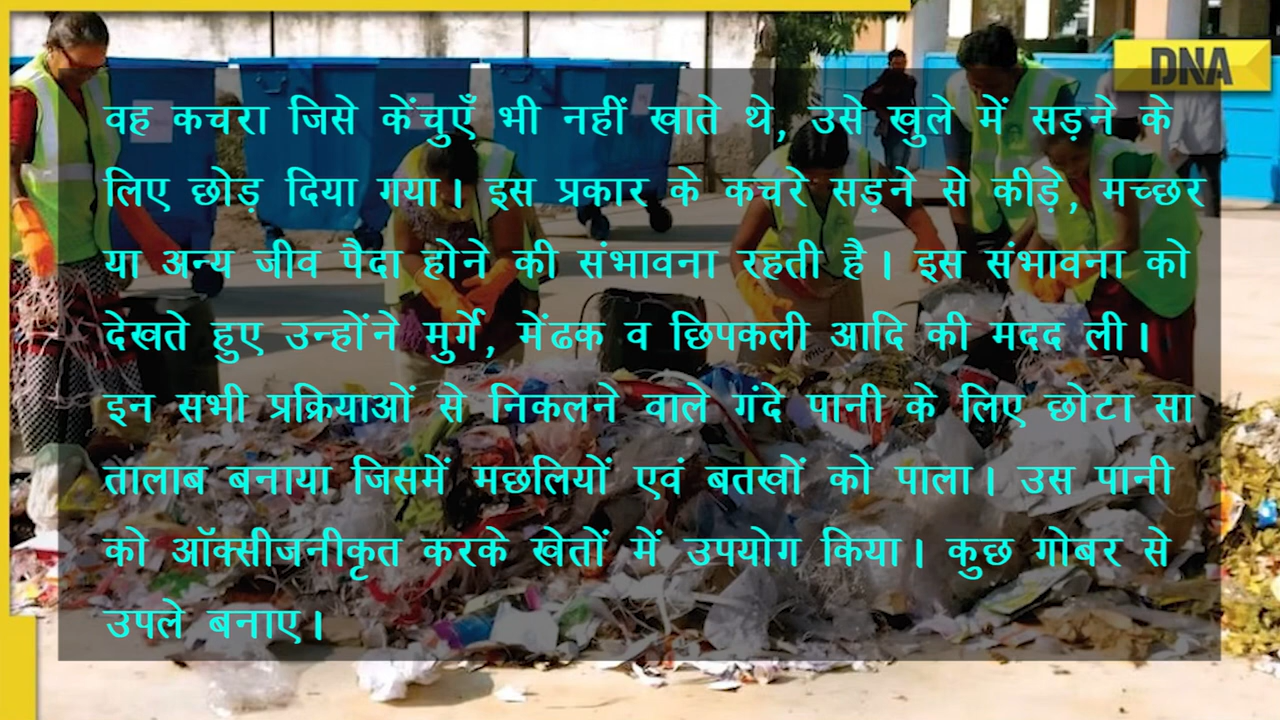 DNA
वह कचरा जिसे केंचुएँ भी नहीं खाते थे, उसे खुले में सड़ने के
लिए छोड़ दिया गया। इस प्रकार के कचरे सड़ने से कीड़े, मच्छर
या अन्य जीव पैदा होने की संभावना रहती है। इस संभावना को
देखते हुए उन्होंने मुर्गे, मेंढक व छिपकली आदि की मदद ली।
इन सभी प्रक्रियाओं से निकलने वाले गंदे पानी के लिए छोटा सा
तालाब बनाया जिसमें मछलियों एवं बतखों को पाला। उस पानी
को ऑक्सीजनीकृत करके खेतों में उपयोग किया। कुछ गोबर से
उपले बनाए।